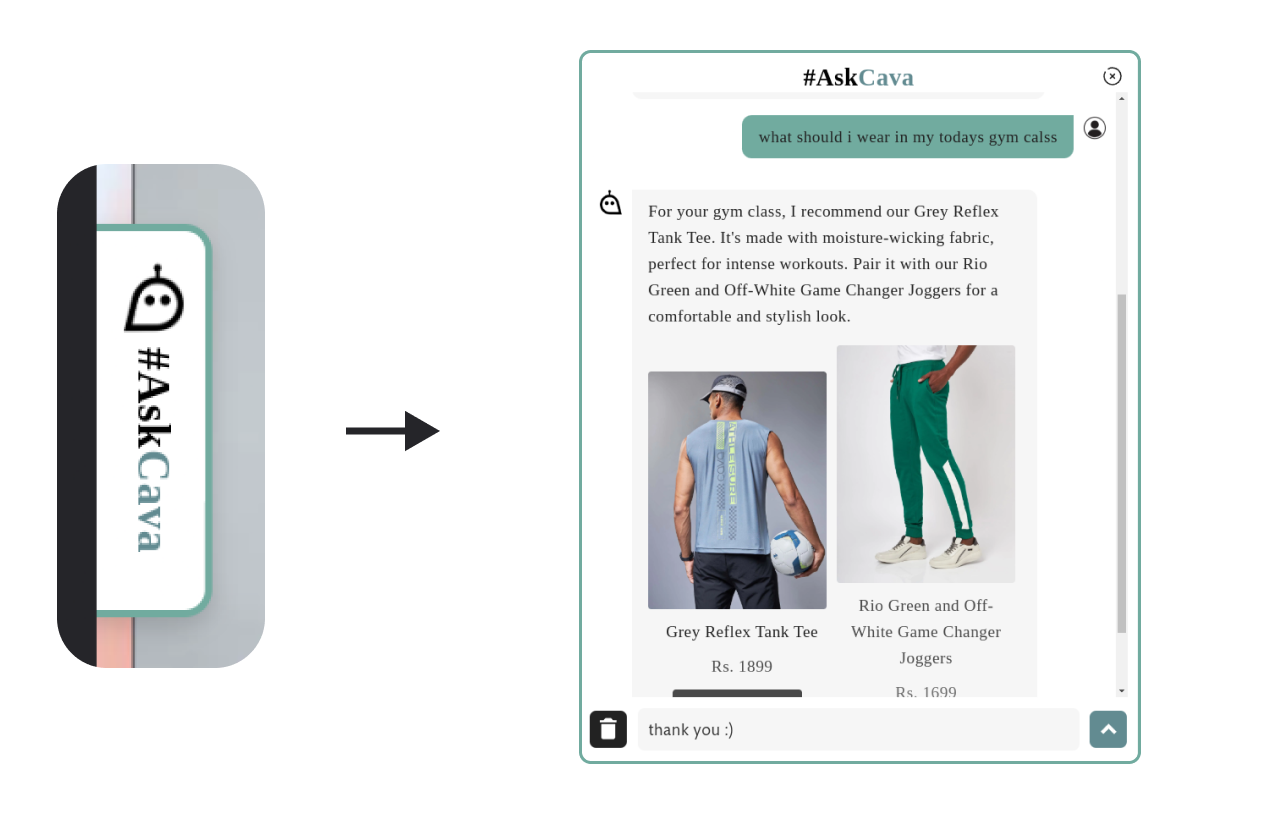 #AskCava
#AskCava
what should i wear in my todays gym calss
For your gym class, I recommend our Grey Reflex
Tank Tee. It's made with moisture-wicking fabric,
perfect for intense workouts. Pair it with our Rio
Green and Off-White Game Changer Joggers for a
comfortable and stylish look.
ATHLEISURE
Grey Reflex Tank Tee
Rs. 1899
Rio Green and Off-
White Game Changer
Joggers
Rs. 1699
thank you :)